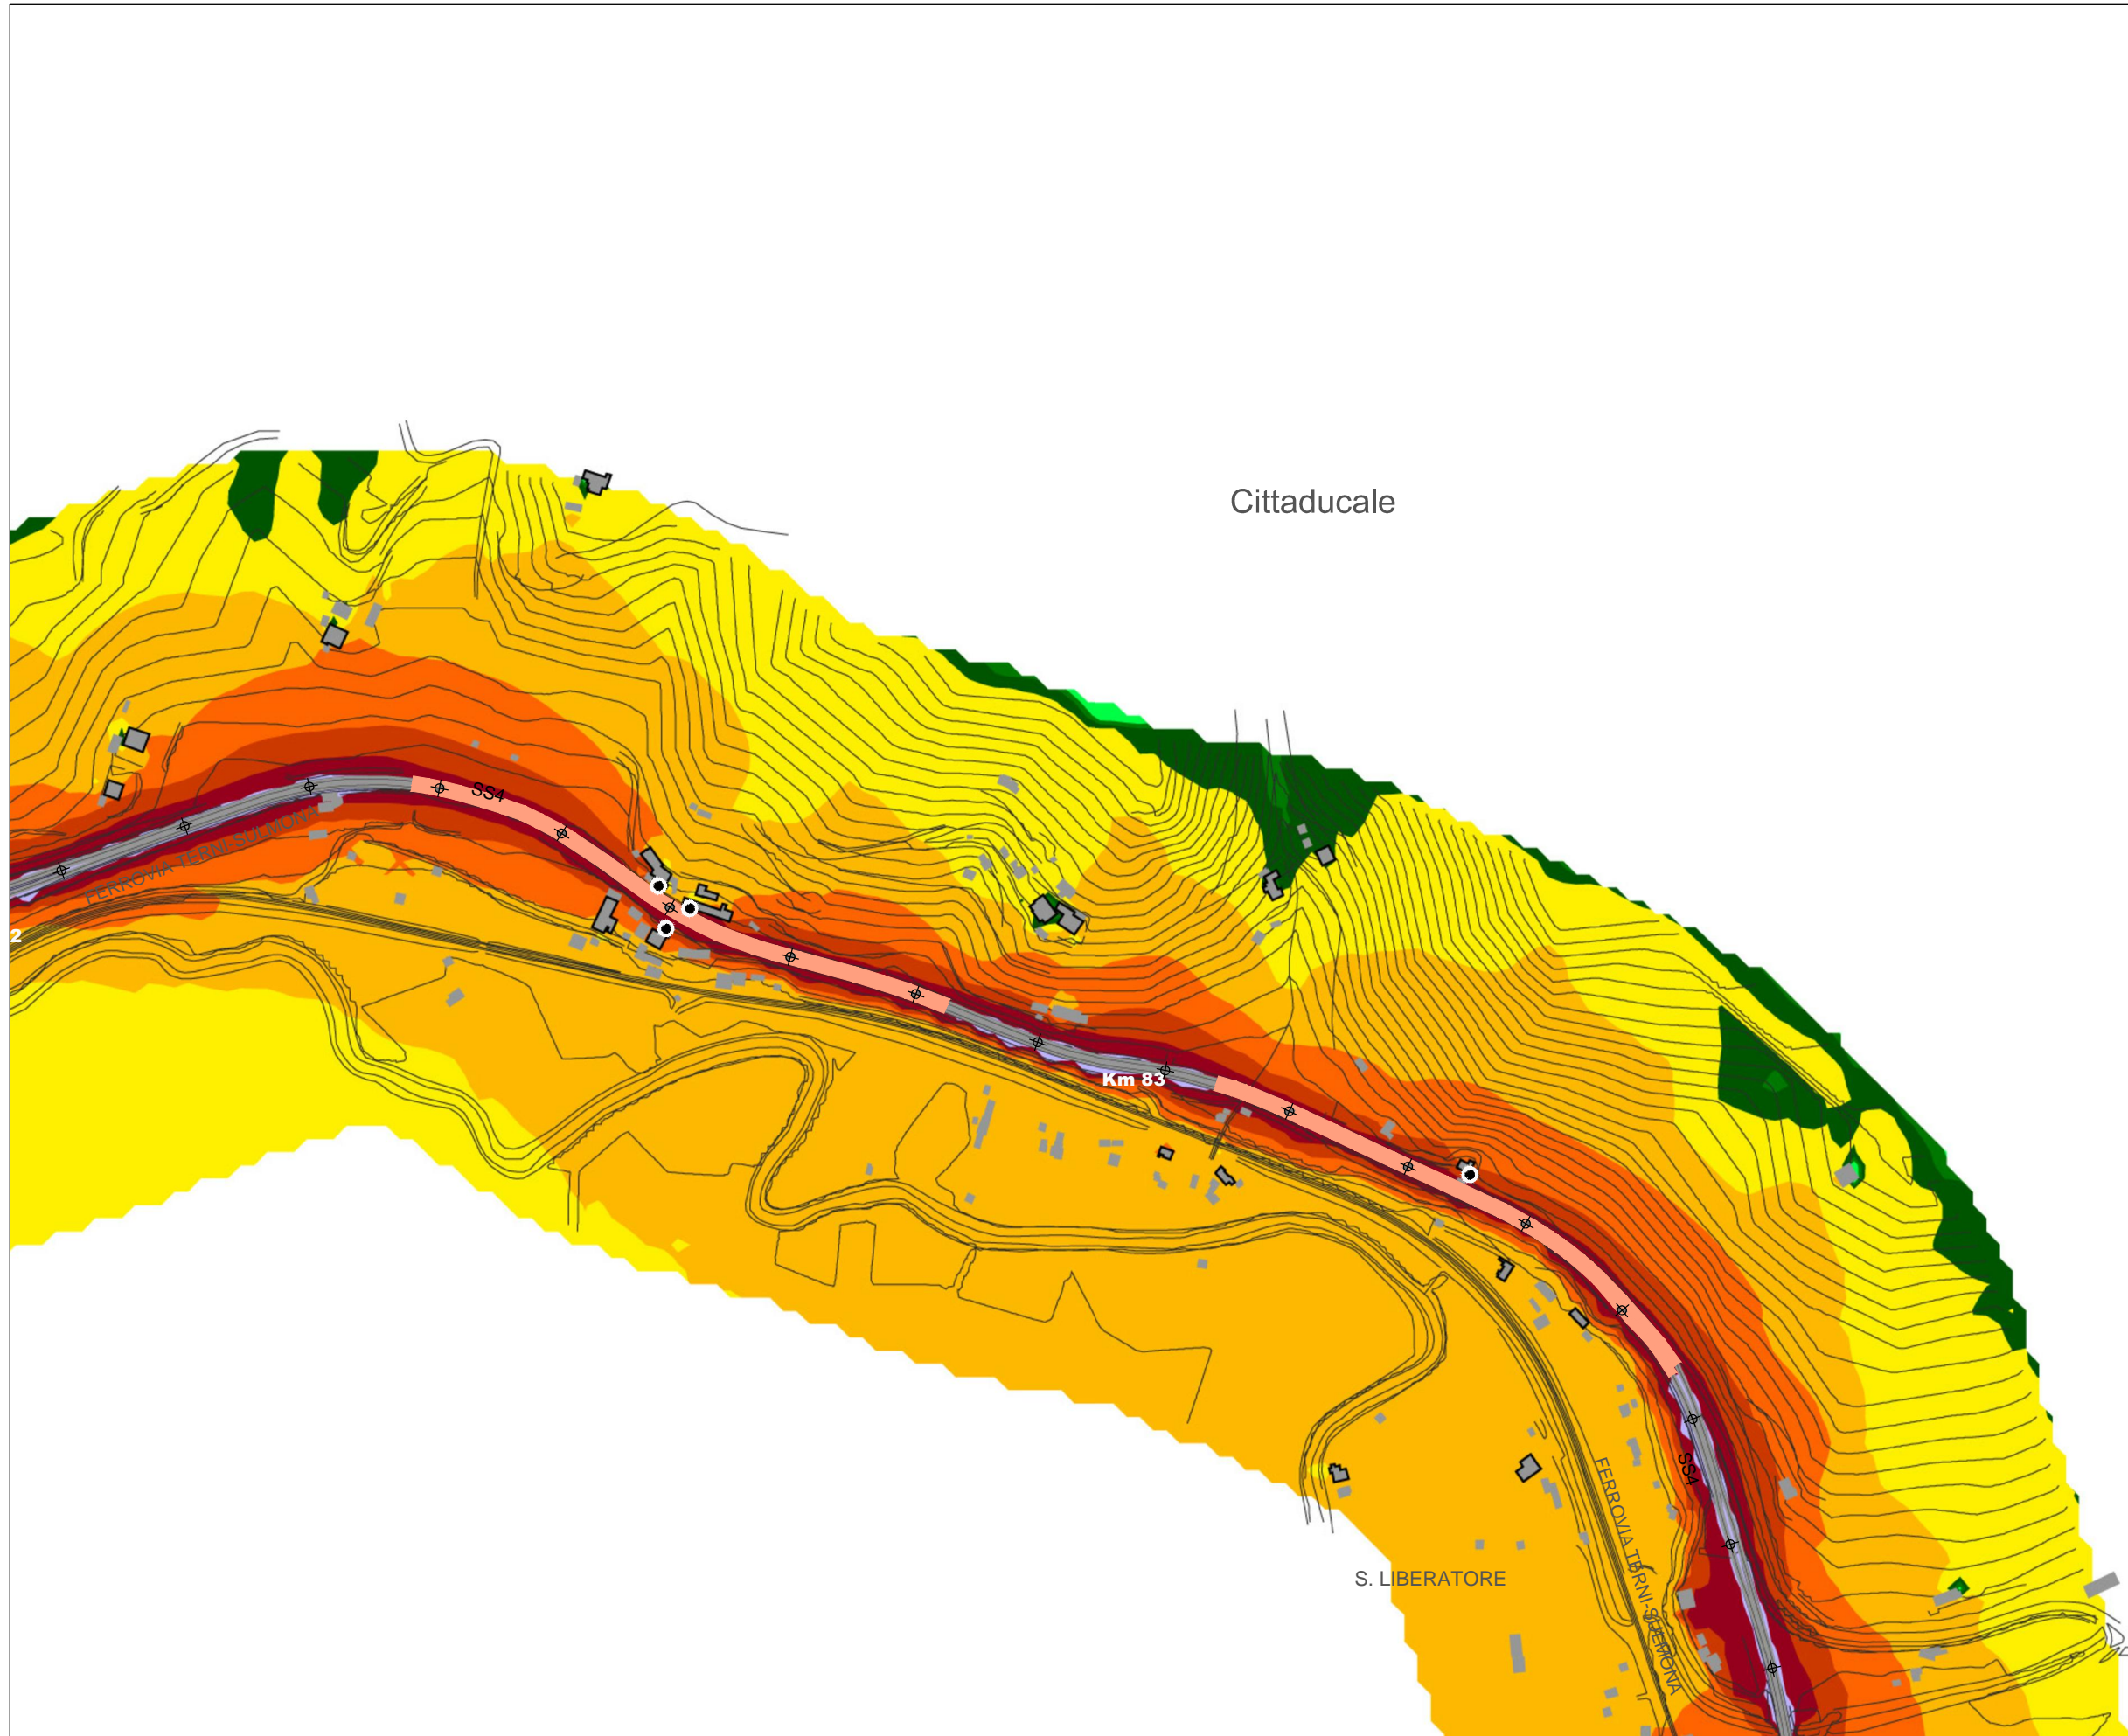 Cittaducale
SS4
FERROVIA TERNI-SULMONA
2
Km 83
SS4
FERROVIA TERNI-SULMONA
S. LIBERATORE